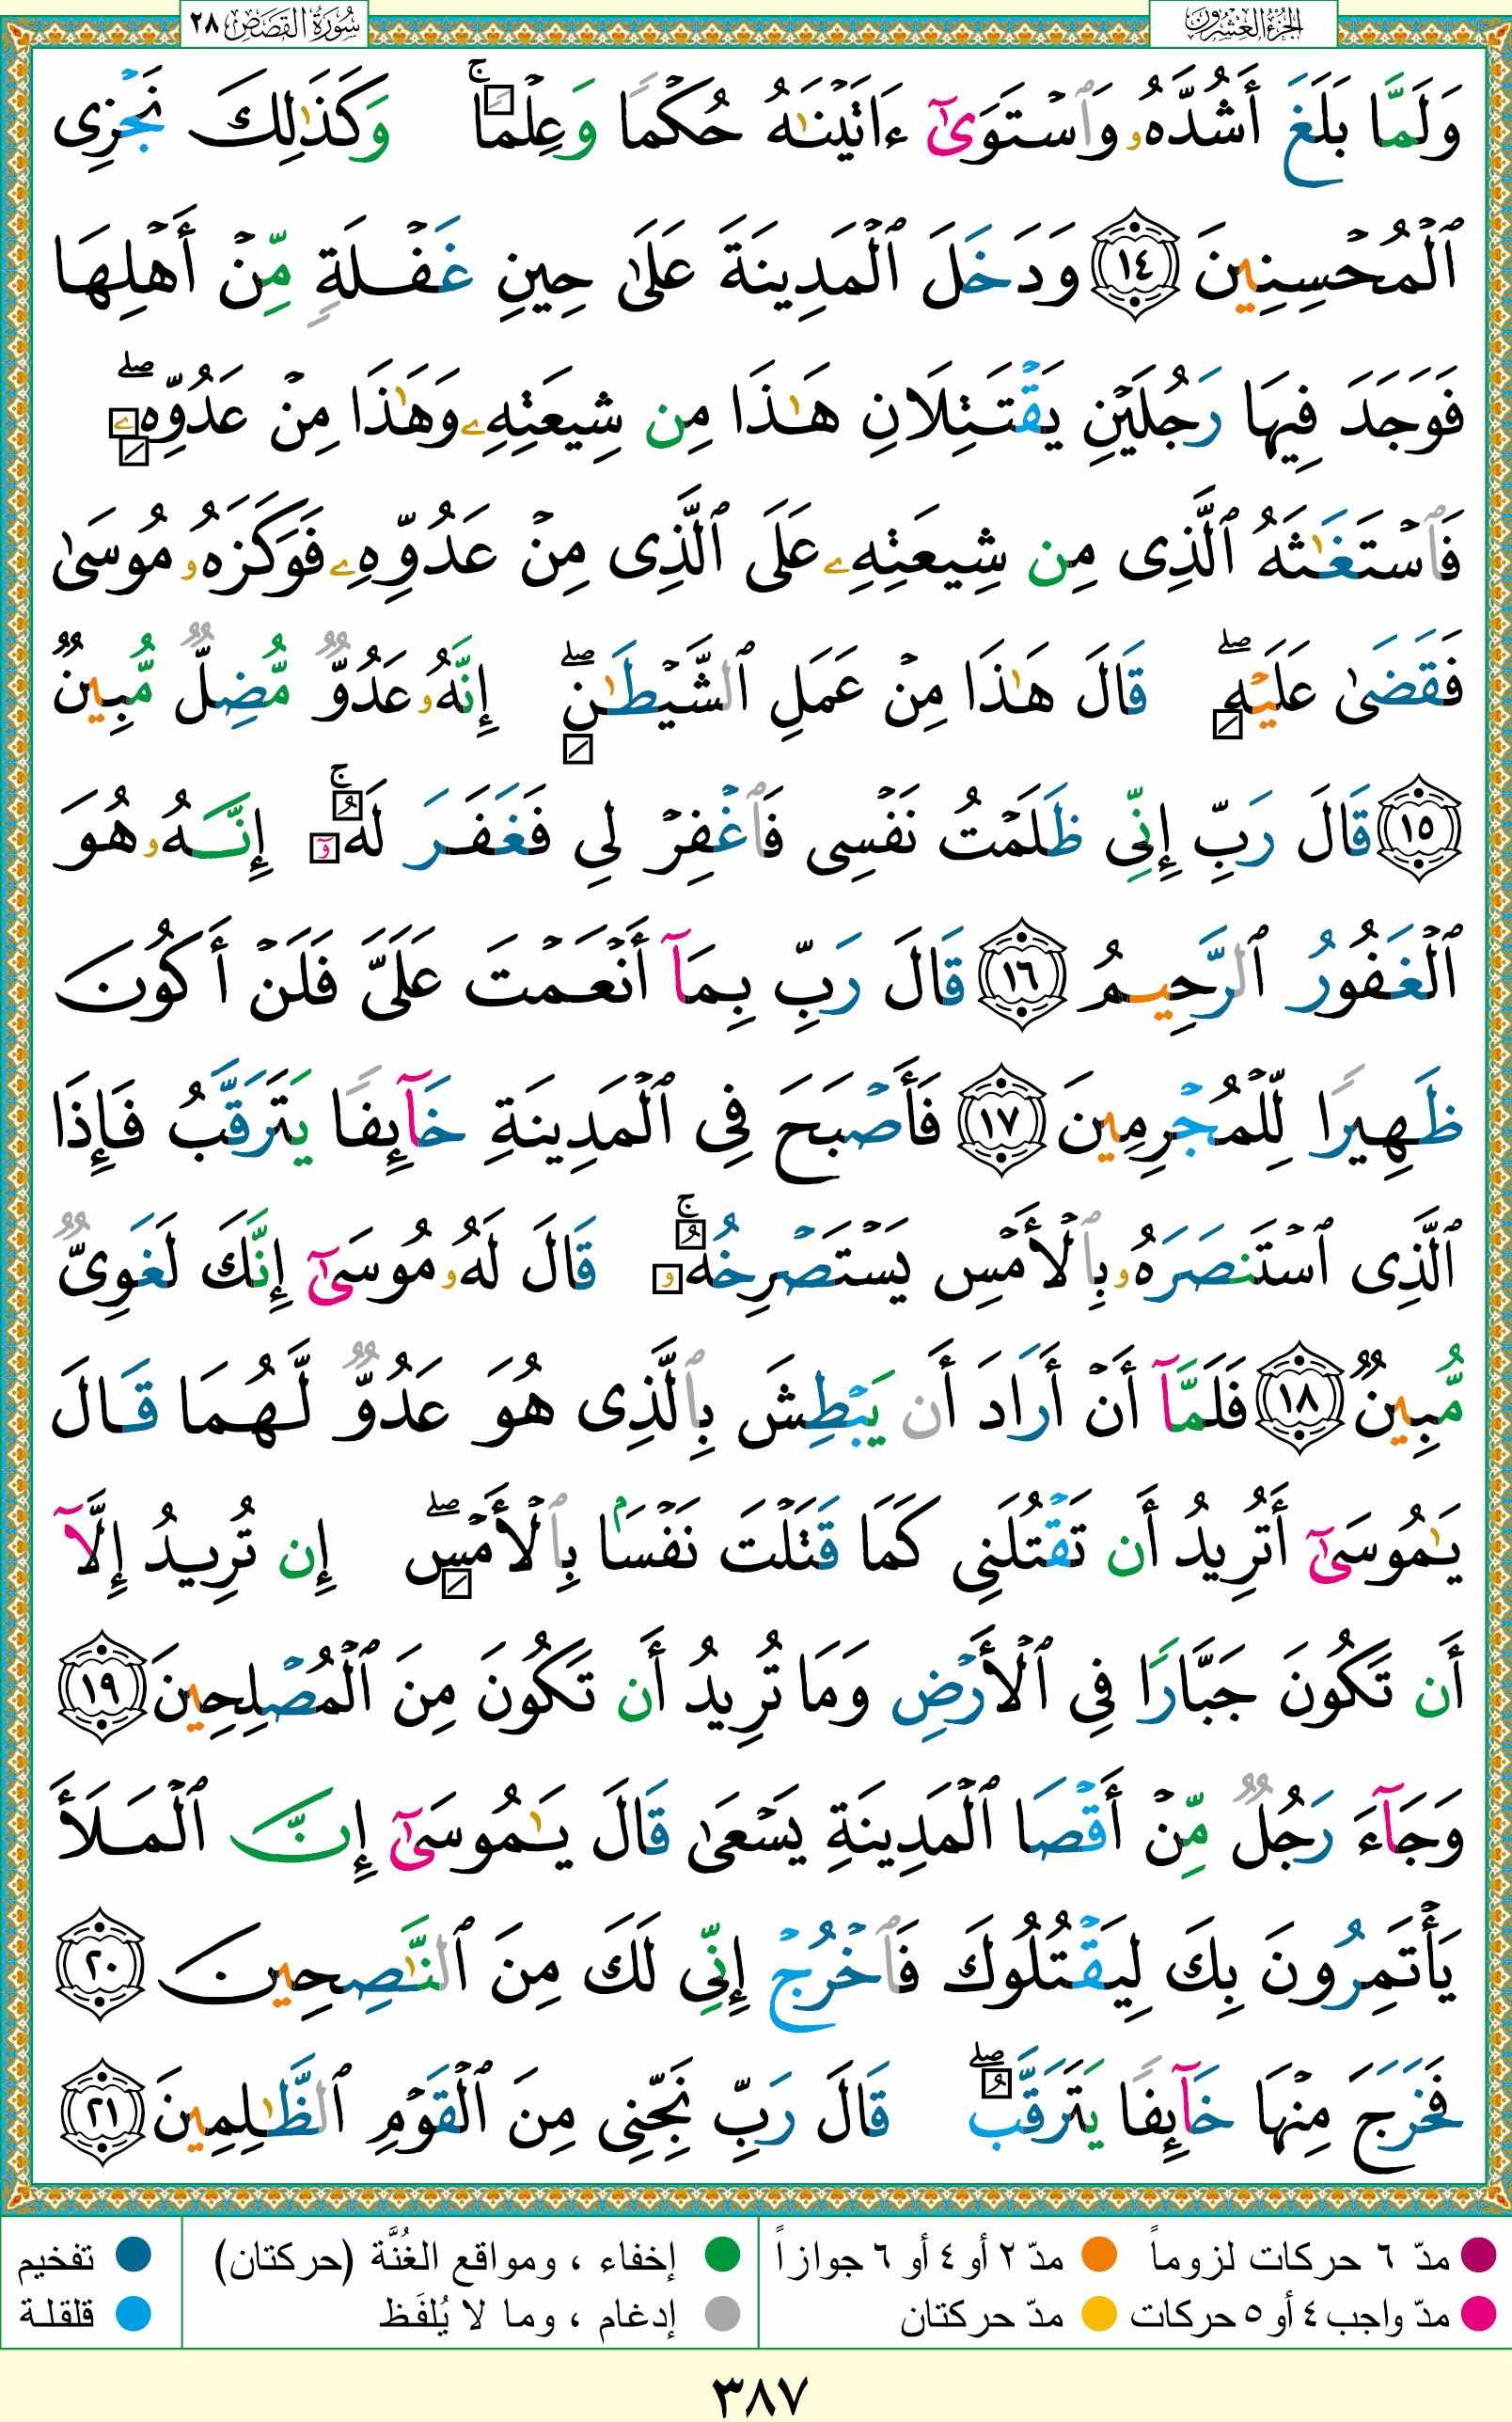 الجزء العشرون
سورة القصص ٢٨
وَلَمَّا بَلَغَ أَشُدَّهُۥ وَٱسۡتَوَىٰٓ ءَاتَيۡنَٰهُ حُكۡمًا وَعِلۡمًاۚ وَكَذَٰلِكَ نَجۡزِى
ٱلۡمُحۡسِنِينَ ١٤ وَدَخَلَ ٱلۡمَدِينَةَ عَلَىٰ حِينِ غَفۡلَةٍ مِّنۡ أَهۡلِهَا
فَوَجَدَ فِيهَا رَجُلَيۡنِ يَقۡتَتِلَانِ هَٰذَا مِن شِيعَتِهِۦ وَهَٰذَا مِنۡ عَدُوِّهِۦۖ
فَٱسۡتَغَٰثَهُ ٱلَّذِى مِن شِيعَتِهِۦ عَلَى ٱلَّذِى مِنۡ عَدُوِّهِۦ فَوَكَزَهُۥ مُوسَىٰ
فَقَضَىٰ عَلَيۡهِۖ قَالَ هَٰذَا مِنۡ عَمَلِ ٱلشَّيۡطَٰنِۖ إِنَّهُۥ عَدُوٌّ مُّضِلٌّ مُّبِينٌ
١٥ قَالَ رَبِّ إِنِّى ظَلَمۡتُ نَفۡسِى فَٱغۡفِرۡ لِى فَغَفَرَ لَهُۥٓۚ إِنَّهُۥ هُوَ
ٱلۡغَفُورُ ٱلرَّحِيمُ ١٦ قَالَ رَبِّ بِمَآ أَنۡعَمۡتَ عَلَىَّ فَلَنۡ أَكُونَ
ظَهِيرًا لِّلۡمُجۡرِمِينَ ١٧ فَأَصۡبَحَ فِى ٱلۡمَدِينَةِ خَآئِفًا يَتَرَقَّبُ فَإِذَا
ٱلَّذِى ٱسۡتَنصَرَهُۥ بِٱلۡأَمۡسِ يَسۡتَصۡرِخُهُۥۚ قَالَ لَهُۥ مُوسَىٰٓ إِنَّكَ لَغَوِىٌّ
مُّبِينٌ ١٨ فَلَمَّآ أَنۡ أَرَادَ أَن يَبۡطِشَ بِٱلَّذِى هُوَ عَدُوٌّ لَّهُمَا قَالَ
يَٰمُوسَىٰٓ أَتُرِيدُ أَن تَقۡتُلَنِى كَمَا قَتَلۡتَ نَفۡسَۢا بِٱلۡأَمۡسِۖ إِن تُرِيدُ إِلَّآ
أَن تَكُونَ جَبَّارًا فِى ٱلۡأَرۡضِ وَمَا تُرِيدُ أَن تَكُونَ مِنَ ٱلۡمُصۡلِحِينَ ١٩
وَجَآءَ رَجُلٌ مِّنۡ أَقۡصَا ٱلۡمَدِينَةِ يَسۡعَىٰ قَالَ يَٰمُوسَىٰٓ إِنَّ ٱلۡمَلَأَ
يَأۡتَمِرُونَ بِكَ لِيَقۡتُلُوكَ فَٱخۡرُجۡ إِنِّى لَكَ مِنَ ٱلنَّٰصِحِينَ ٢٠
فَخَرَجَ مِنۡهَا خَآئِفًا يَتَرَقَّبُۖ قَالَ رَبِّ نَجِّنِى مِنَ ٱلۡقَوۡمِ ٱلظَّٰلِمِينَ ٢١
مدّ ٦ حركات لزوماً مدّ ٢ أو ٤ أو ٦ جوازاً إخفاء ، ومواقع الغُنَّة (حركتان) تفخيم
مدّ واجب ٤ أو ٥ حركات مدّ حركتان إدغام ، وما لا يُلفَظ قلقلة
٣٨٧